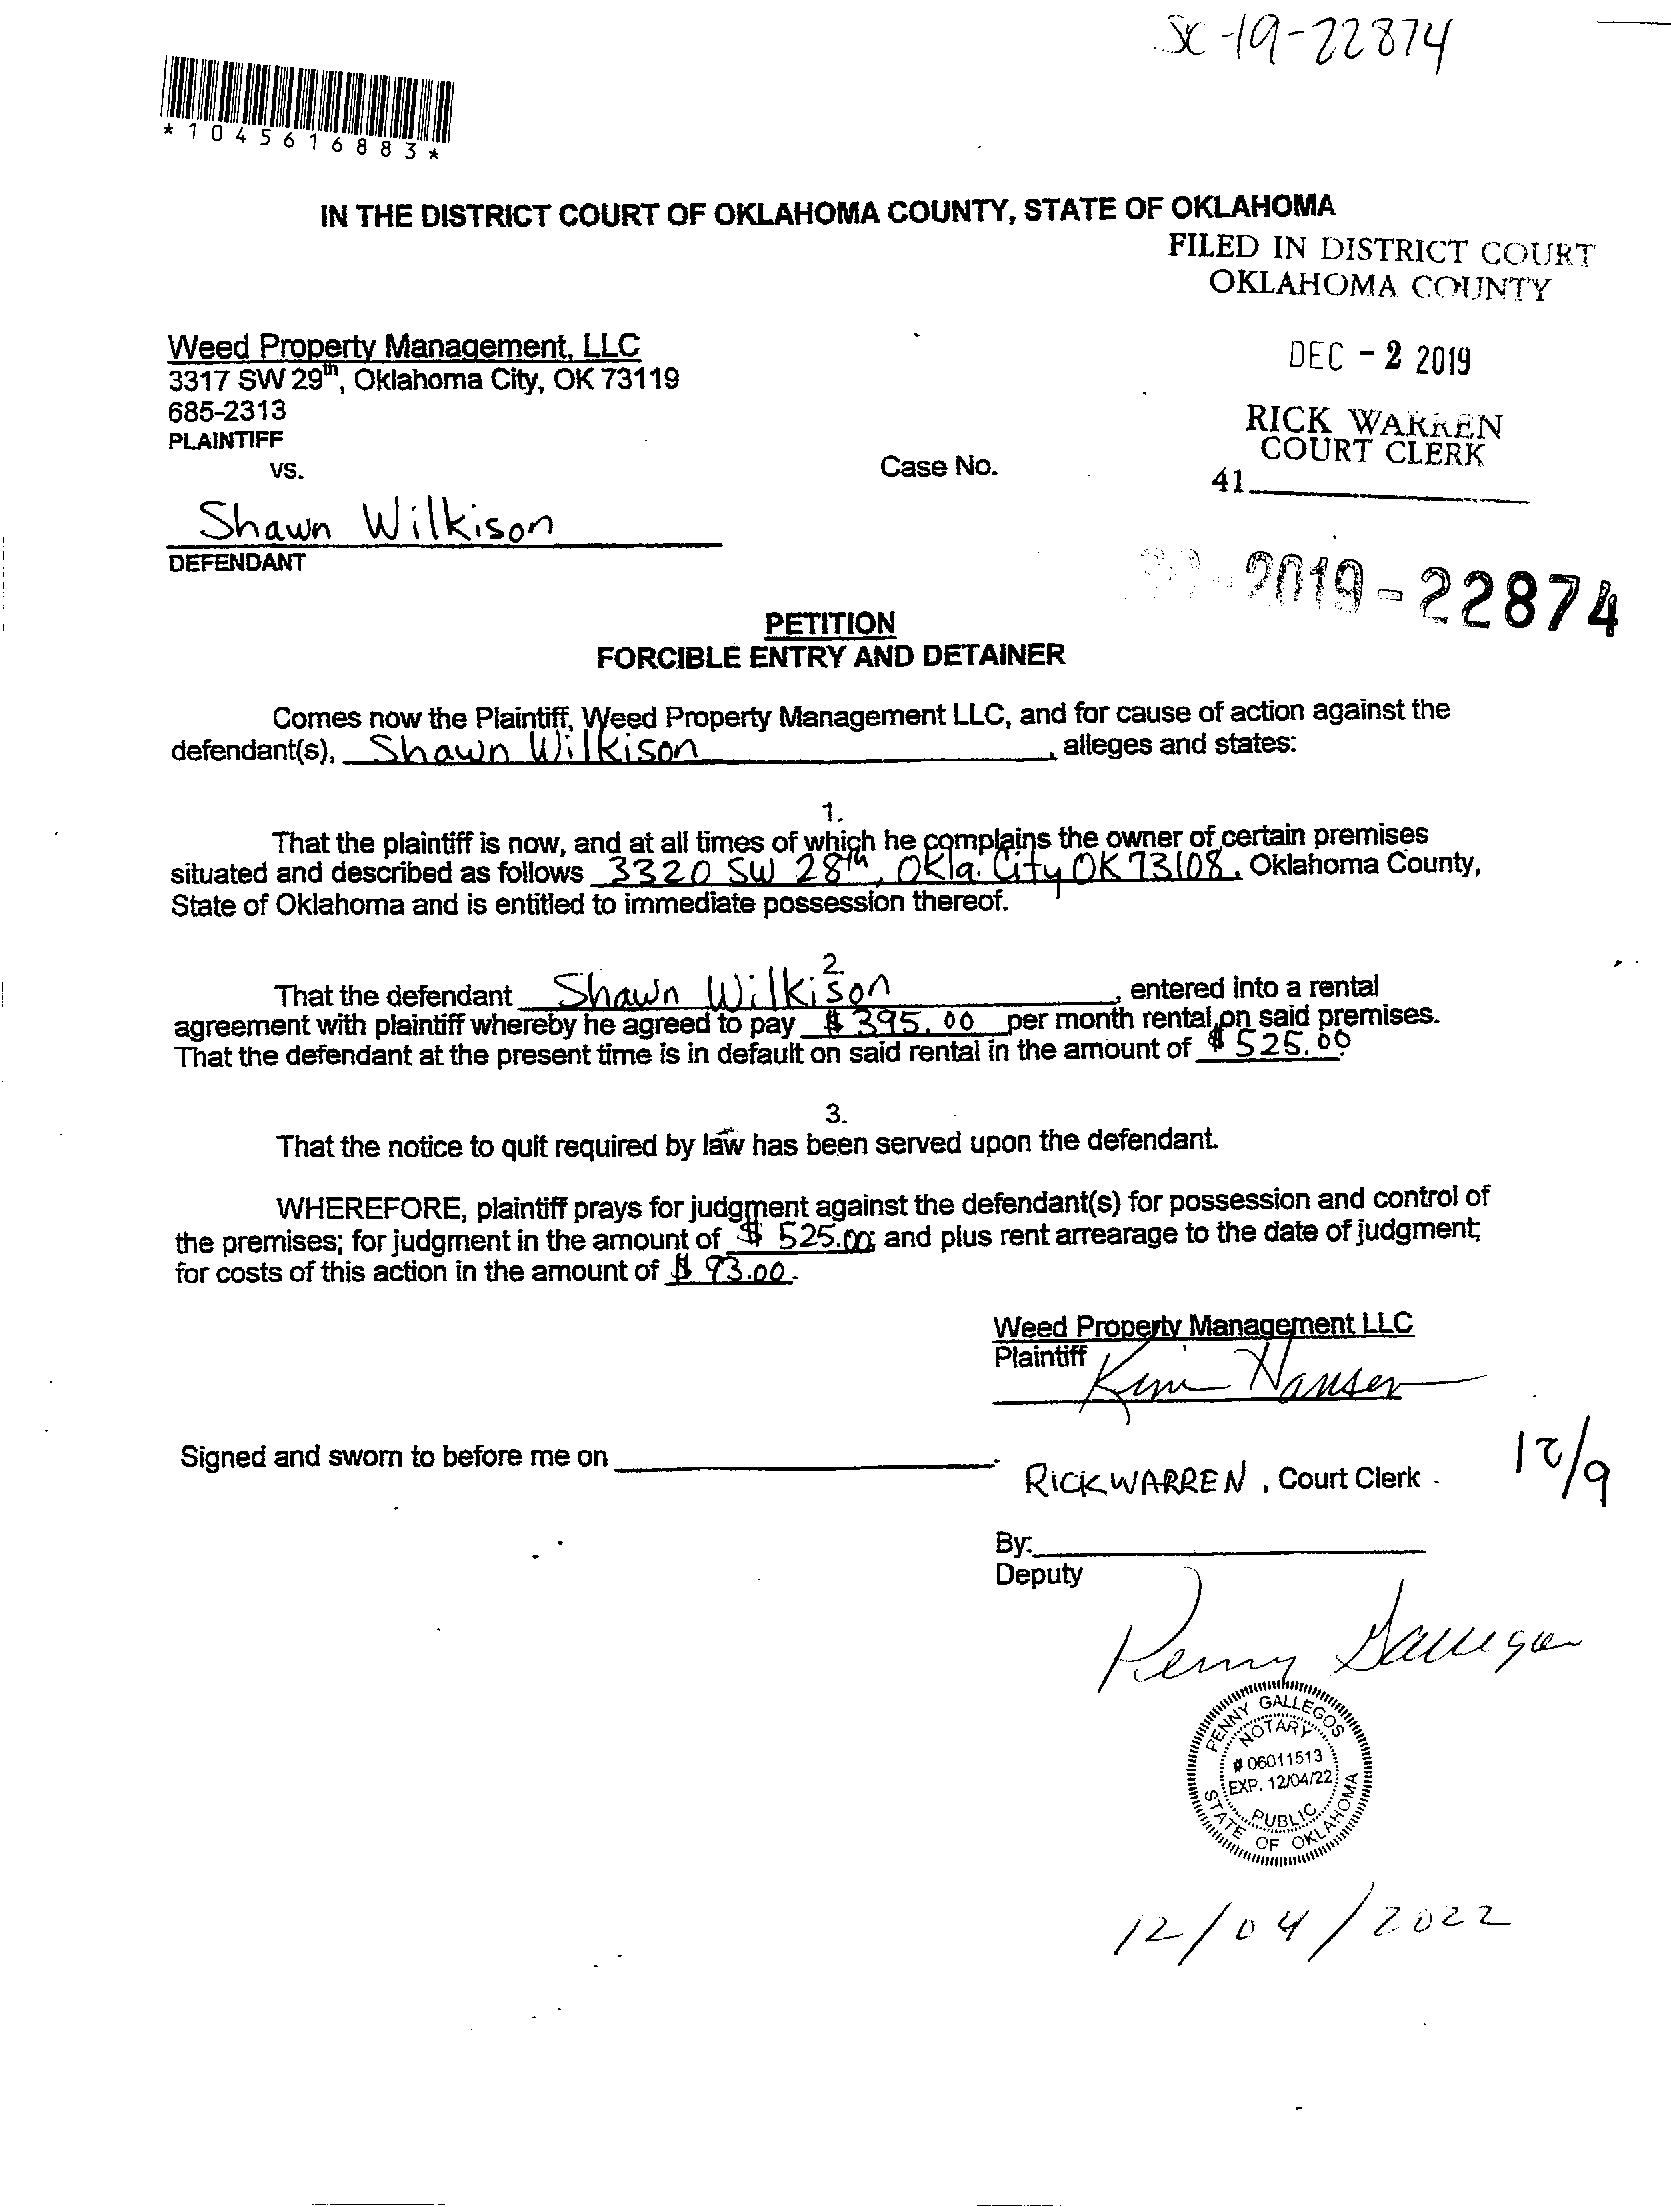 SC-19-22874
*1045616883*
IN THE DISTRICT COURT OF OKLAHOMA COUNTY, STATE OF OKLAHOMA
FILED IN DISTRICT COURT
OKLAHOMA COUNTY
Weed Property Management, LLC
3317 SW 29th, Oklahoma City, OK 73119
685-2313
PLAINTIFF
DEC - 2 2019
RICK WARREN
COURT CLERK
41
vs.
Case No.
Shawn Wilkison
DEFENDANT
2019-22874
PETITION
FORCIBLE ENTRY AND DETAINER
Comes now the Plaintiff, Weed Property Management LLC, and for cause of action against the
defendant(s), Shawn Wilkison, alleges and states:
1.
That the plaintiff is now, and at all times of which he complains the owner of certain premises
situated and described as follows 3320 SW 28th, Okla. City OK 73108, Oklahoma County,
State of Oklahoma and is entitled to immediate possession thereof.
2.
That the defendant Shawn Wilkison, entered into a rental
agreement with plaintiff whereby he agreed to pay $ 395.00 per month rental on said premises.
That the defendant at the present time is in default on said rental in the amount of $ 525.00.
3.
That the notice to quit required by law has been served upon the defendant.
WHEREFORE, plaintiff prays for judgment against the defendant(s) for possession and control of
the premises; for judgment in the amount of $ 525.00; and plus rent arrearage to the date of judgment;
for costs of this action in the amount of $ 93.00.
Weed Property Management LLC
Plaintiff
Kim Hansen
Signed and sworn to before me on
RICK WARREN, Court Clerk
12/9
By:
Deputy
Penny Gallegos
PENNY GALLEGOS
NOTARY
# 06011513
EXP. 12/04/22
PUBLIC
STATE OF OKLAHOMA
12/04/2022